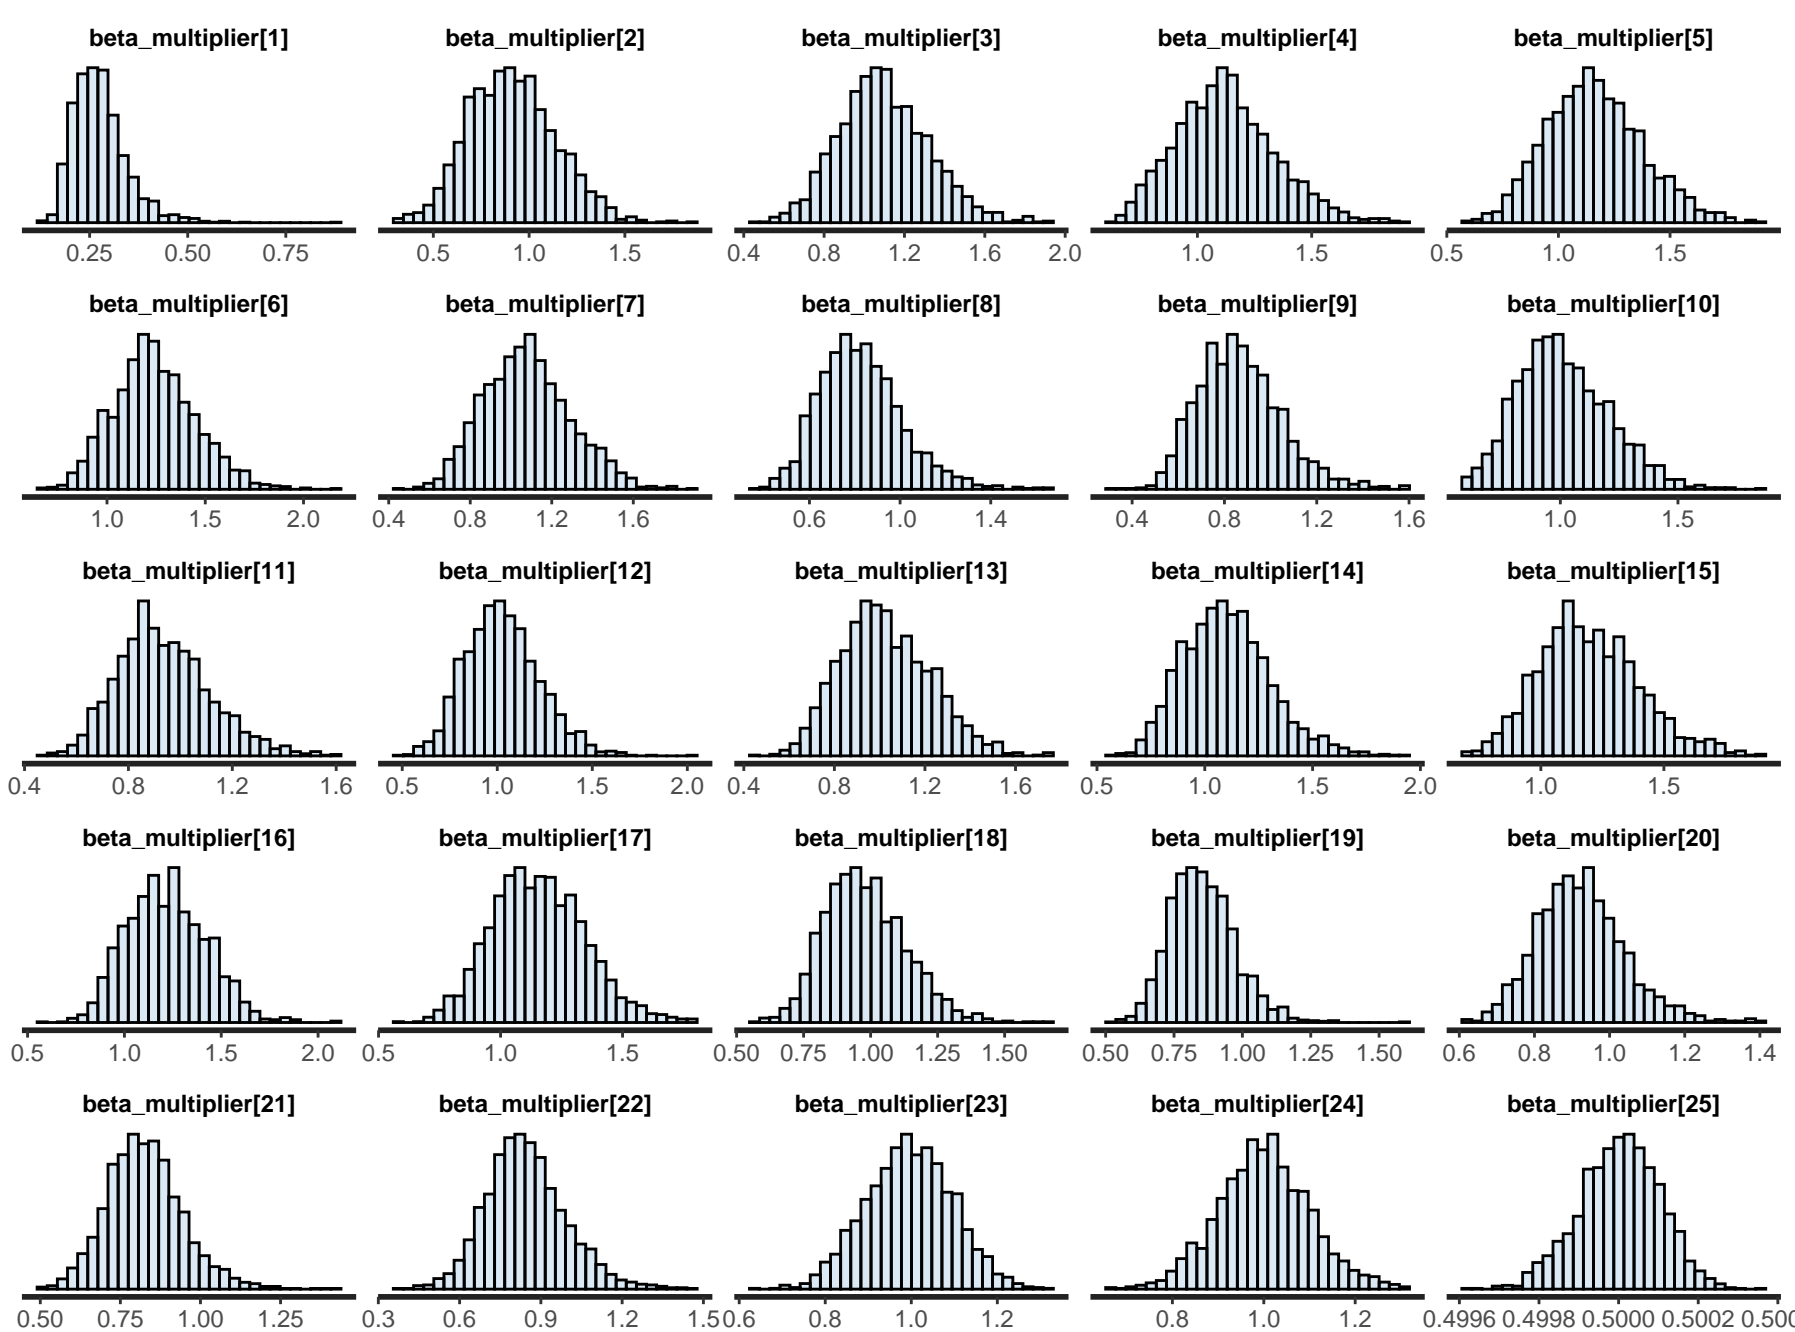 beta_multiplier[1] beta_multiplier[2] beta_multiplier[3] beta_multiplier[4] beta_multiplier[5]
0.25 0.50 0.75 0.5 1.0 1.5 0.4 0.8 1.2 1.6 2.0 1.0 1.5 0.5 1.0 1.5
beta_multiplier[6] beta_multiplier[7] beta_multiplier[8] beta_multiplier[9] beta_multiplier[10]
1.0 1.5 2.0 0.4 0.8 1.2 1.6 0.6 1.0 1.4 0.4 0.8 1.2 1.6 1.0 1.5
beta_multiplier[11] beta_multiplier[12] beta_multiplier[13] beta_multiplier[14] beta_multiplier[15]
0.4 0.8 1.2 1.6 0.5 1.0 1.5 2.0 0.4 0.8 1.2 1.6 0.5 1.0 1.5 2.0 1.0 1.5
beta_multiplier[16] beta_multiplier[17] beta_multiplier[18] beta_multiplier[19] beta_multiplier[20]
0.5 1.0 1.5 2.0 0.5 1.0 1.5 0.50 0.75 1.00 1.25 1.50 0.50 0.75 1.00 1.25 1.50 0.6 0.8 1.0 1.2 1.4
beta_multiplier[21] beta_multiplier[22] beta_multiplier[23] beta_multiplier[24] beta_multiplier[25]
0.50 0.75 1.00 1.25 0.3 0.6 0.9 1.2 1.5 0.6 0.8 1.0 1.2 0.8 1.0 1.2 0.4996 0.4998 0.5000 0.5002